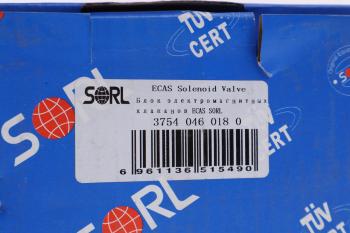 TÜV
CERT
SORL
ECAS Solenoid Valve
Блок электромагнитных
клапанов ECAS SORL
3754 046 018 0
6 961136 515490
SORL
TÜV
CERT
SORL
TÜV